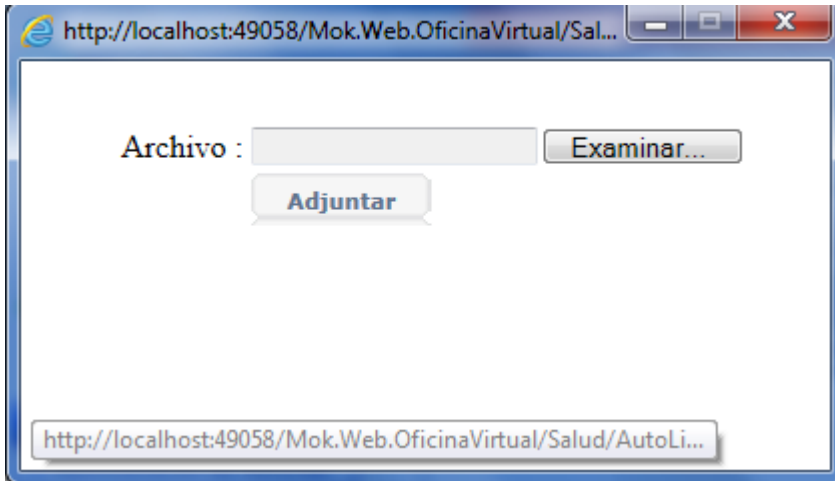 http://localhost:49058/Mok.Web.OficinaVirtual/Sal...
Archivo : Examinar...
Adjuntar
http://localhost:49058/Mok.Web.OficinaVirtual/Salud/AutoLi...